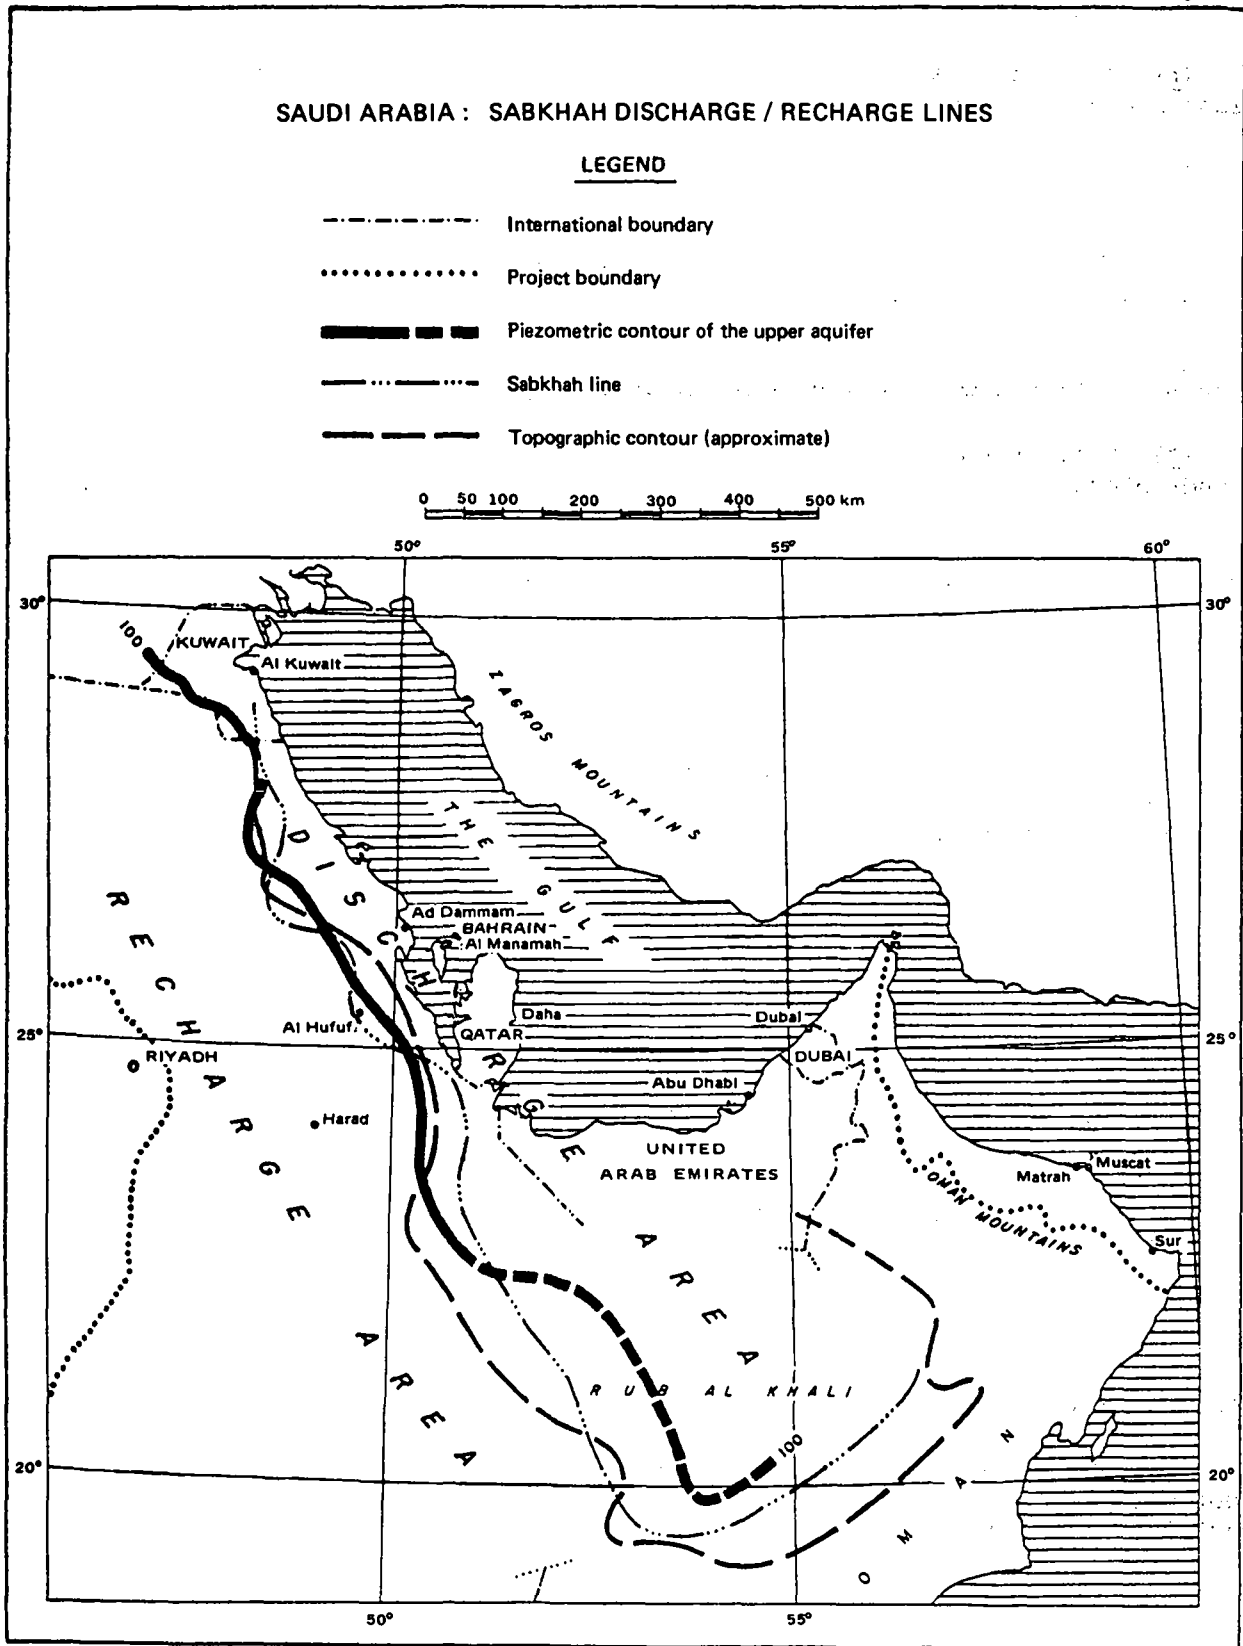 SAUDI ARABIA : SABKHAH DISCHARGE / RECHARGE LINES
LEGEND
International boundary
Project boundary
Piezometric contour of the upper aquifer
Sabkhah line
Topographic contour (approximate)
0 50 100 200 300 400 500 km
50° 55° 60°
30° 30°
100
KUWAIT
Al Kuwait
ZAGROS MOUNTAINS
THE GULF
DISCHARGE AREA
RECHARGE AREA
Ad Dammam
BAHRAIN
Al Manamah
Al Hufuf
QATAR
Daha
Dubai
DUBAI
25° 25°
RIYADH
Abu Dhabi
Harad
UNITED
ARAB EMIRATES
Matrah
Muscat
OMAN MOUNTAINS
Sur
RUB AL KHALI
100
OMAN
20° 20°
50° 55°